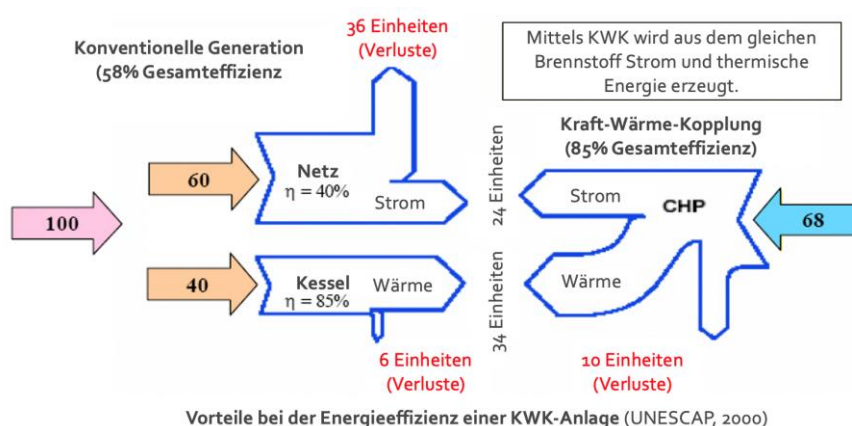 Konventionelle Generation
(58% Gesamteffizienz
36 Einheiten
(Verluste)
Mittels KWK wird aus dem gleichen
Brennstoff Strom und thermische
Energie erzeugt.
Kraft-Wärme-Kopplung
(85% Gesamteffizienz)
100
60
Netz
η = 40%
Strom
24 Einheiten
Strom
CHP
68
40
Kessel
η = 85%
Wärme
34 Einheiten
Wärme
6 Einheiten
(Verluste)
10 Einheiten
(Verluste)
Vorteile bei der Energieeffizienz einer KWK-Anlage (UNESCAP, 2000)